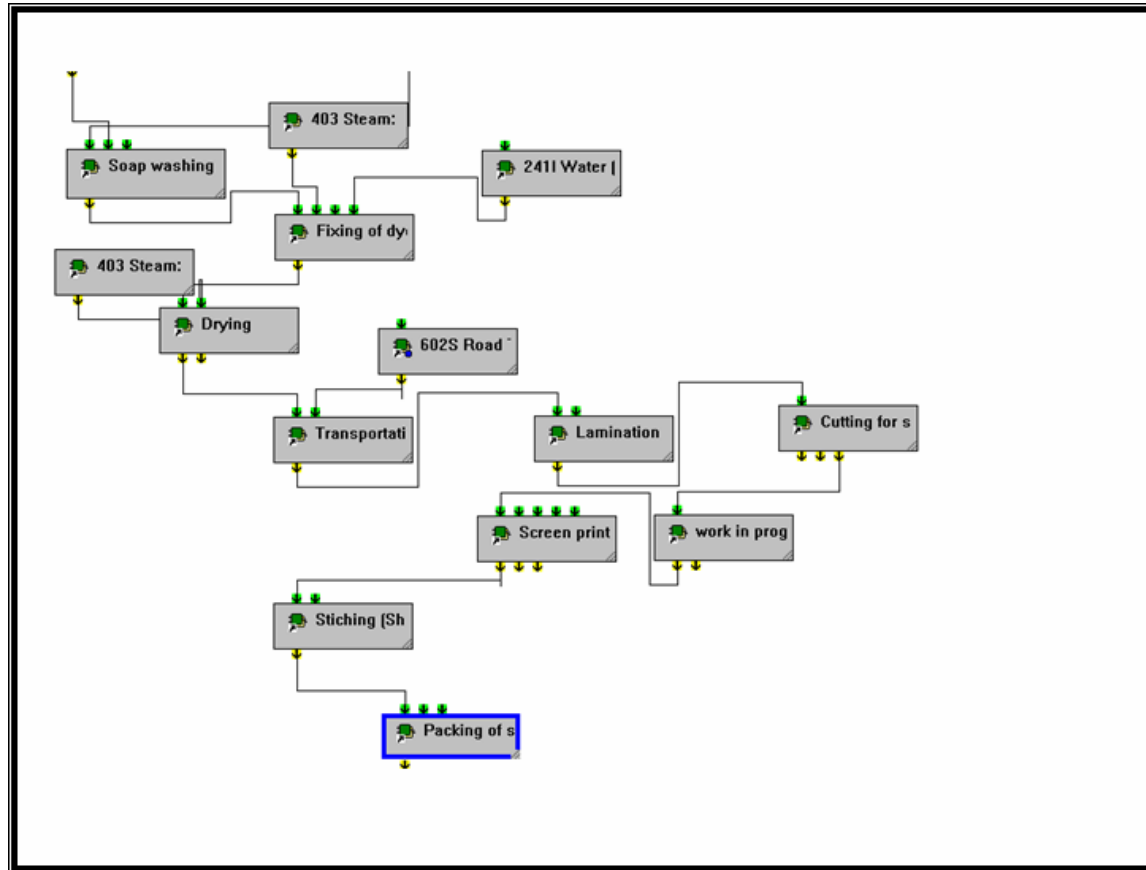 403 Steam:
Soap washing
241I Water (
Fixing of dy
403 Steam:
Drying
602S Road T
Transportati
Lamination
Cutting for s
Screen print
work in prog
Stiching (Sh
Packing of s